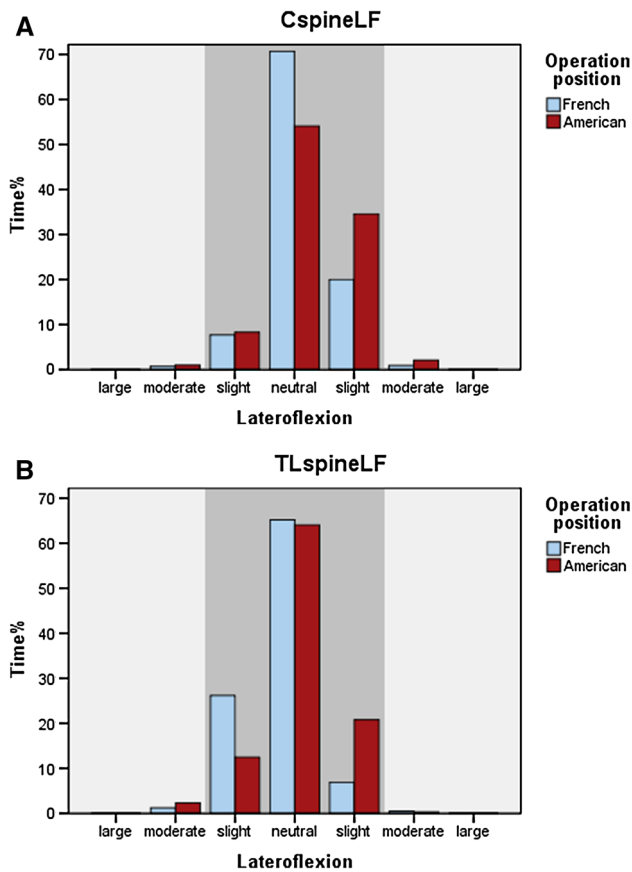 A
CspineLF
Time%
70
60
50
40
30
20
10
0
large moderate slight neutral slight moderate large
Lateroflexion
Operation
position
French
American
B
TLspineLF
Time%
70
60
50
40
30
20
10
0
large moderate slight neutral slight moderate large
Lateroflexion
Operation
position
French
American